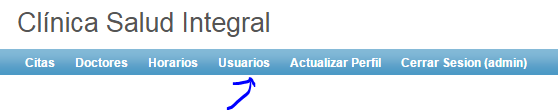 Clínica Salud Integral
Citas Doctores Horarios Usuarios Actualizar Perfil Cerrar Sesion (admin)